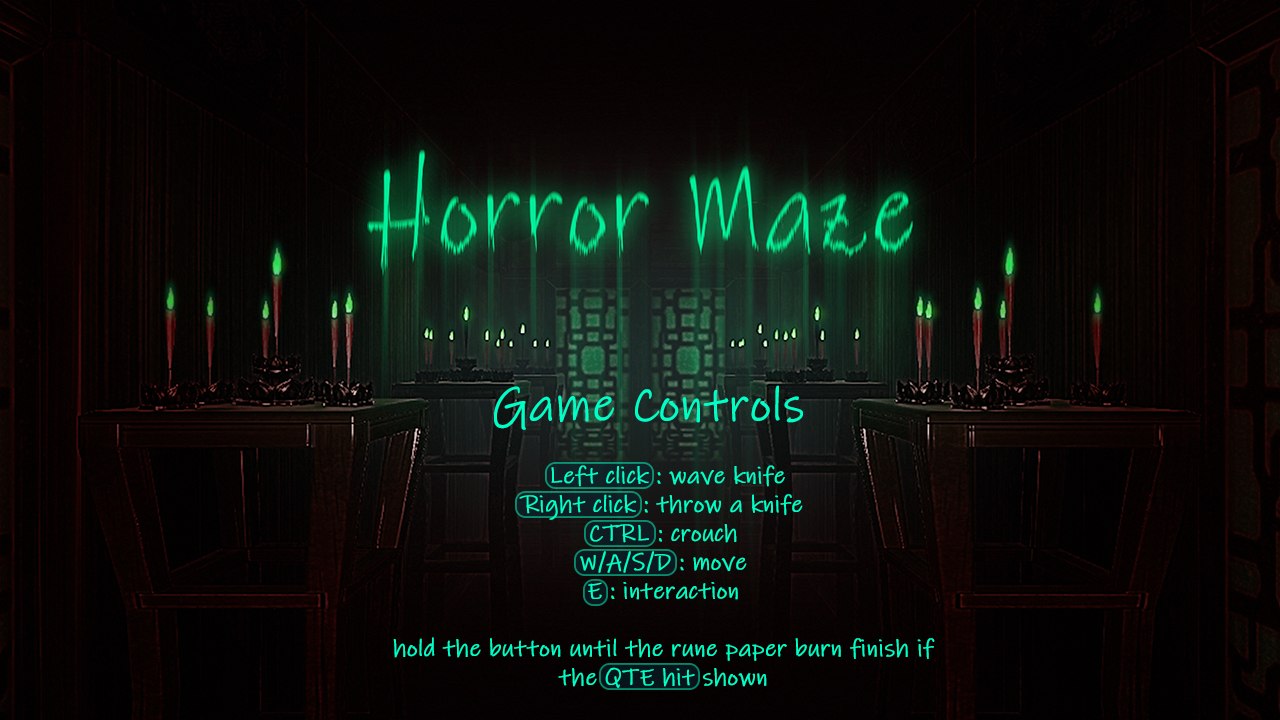 Horror Maze
Game Controls
Left click: wave knife
Right click: throw a knife
CTRL: crouch
W/A/S/D: move
E: interaction
hold the button until the rune paper burn finish if
the QTE hit shown